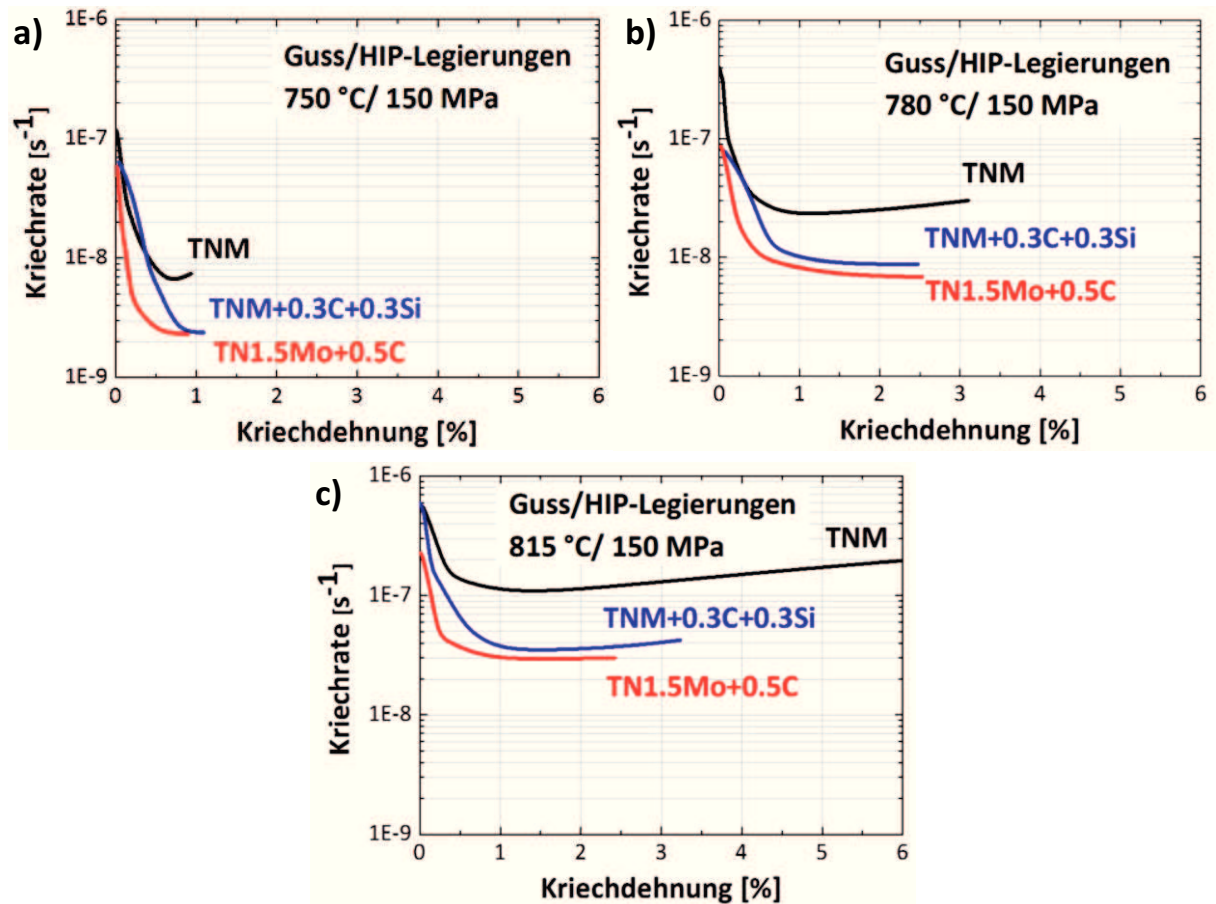 a)
Guss/HIP-Legierungen
750 °C/ 150 MPa
Kriechrate [s⁻¹]
1E-6
1E-7
1E-8
1E-9
TNM
TNM+0.3C+0.3Si
TN1.5Mo+0.5C
0 1 2 3 4 5 6
Kriechdehnung [%]
b)
Guss/HIP-Legierungen
780 °C/ 150 MPa
Kriechrate [s⁻¹]
1E-6
1E-7
1E-8
1E-9
TNM
TNM+0.3C+0.3Si
TN1.5Mo+0.5C
0 1 2 3 4 5 6
Kriechdehnung [%]
c)
Guss/HIP-Legierungen
815 °C/ 150 MPa
Kriechrate [s⁻¹]
1E-6
1E-7
1E-8
1E-9
TNM
TNM+0.3C+0.3Si
TN1.5Mo+0.5C
0 1 2 3 4 5 6
Kriechdehnung [%]